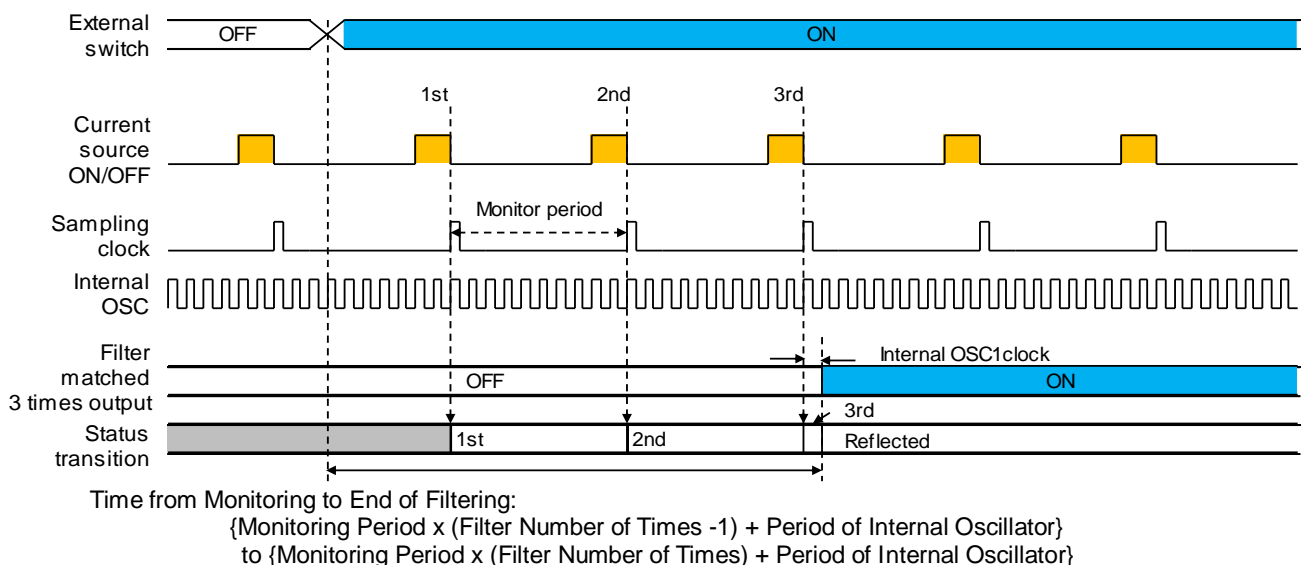 External
switch
OFF
ON
1st
2nd
3rd
Current
source
ON/OFF
Monitor period
Sampling
clock
Internal
OSC
Filter
matched
3 times output
Internal OSC1clock
OFF
ON
3rd
Status
transition
1st
2nd
Reflected
Time from Monitoring to End of Filtering:
{Monitoring Period x (Filter Number of Times -1) + Period of Internal Oscillator}
to {Monitoring Period x (Filter Number of Times) + Period of Internal Oscillator}